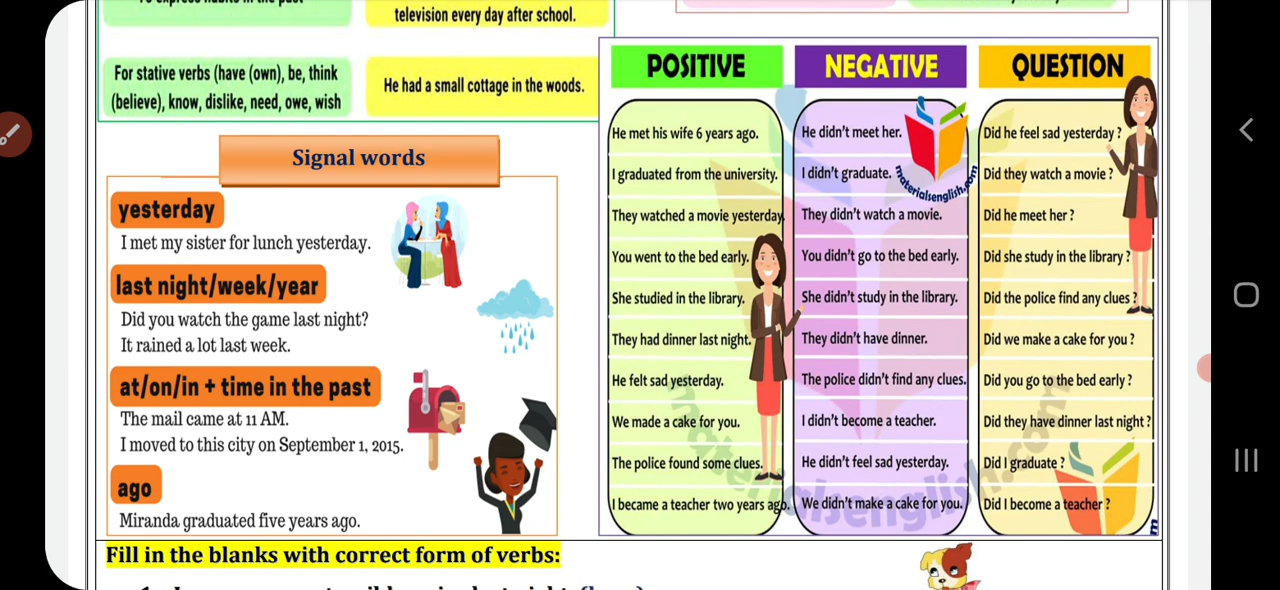 television every day after school.
For stative verbs (have (own), be, think
(believe), know, dislike, need, owe, wish
He had a small cottage in the woods.
Signal words
yesterday
I met my sister for lunch yesterday.
last night/week/year
Did you watch the game last night?
It rained a lot last week.
at/on/in + time in the past
The mail came at 11 AM.
I moved to this city on September 1, 2015.
ago
Miranda graduated five years ago.
POSITIVE
He met his wife 6 years ago.
I graduated from the university.
They watched a movie yesterday.
You went to the bed early.
She studied in the library.
They had dinner last night.
He felt sad yesterday.
We made a cake for you.
The police found some clues.
I became a teacher two years ago.
NEGATIVE
He didn't meet her.
I didn't graduate.
They didn't watch a movie.
You didn't go to the bed early.
She didn't study in the library.
They didn't have dinner.
The police didn't find any clues.
I didn't become a teacher.
He didn't feel sad yesterday.
We didn't make a cake for you.
QUESTION
Did he feel sad yesterday ?
Did they watch a movie ?
Did he meet her ?
Did she study in the library ?
Did the police find any clues ?
Did we make a cake for you ?
Did you go to the bed early ?
Did they have dinner last night ?
Did I graduate ?
Did I become a teacher ?
materialsenglish.com
materialsenglish.com
Fill in the blanks with correct form of verbs: